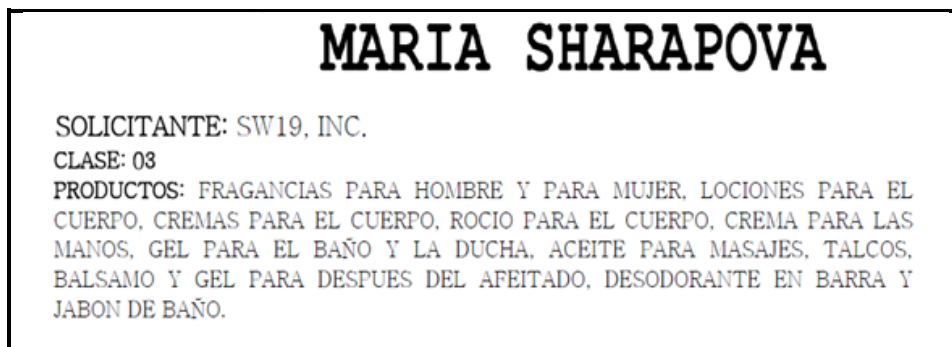 MARIA SHARAPOVA
SOLICITANTE: SW19, INC.
CLASE: 03
PRODUCTOS: FRAGANCIAS PARA HOMBRE Y PARA MUJER, LOCIONES PARA EL
CUERPO, CREMAS PARA EL CUERPO, ROCIO PARA EL CUERPO, CREMA PARA LAS
MANOS, GEL PARA EL BAÑO Y LA DUCHA, ACEITE PARA MASAJES, TALCOS,
BALSAMO Y GEL PARA DESPUES DEL AFEITADO, DESODORANTE EN BARRA Y
JABON DE BAÑO.